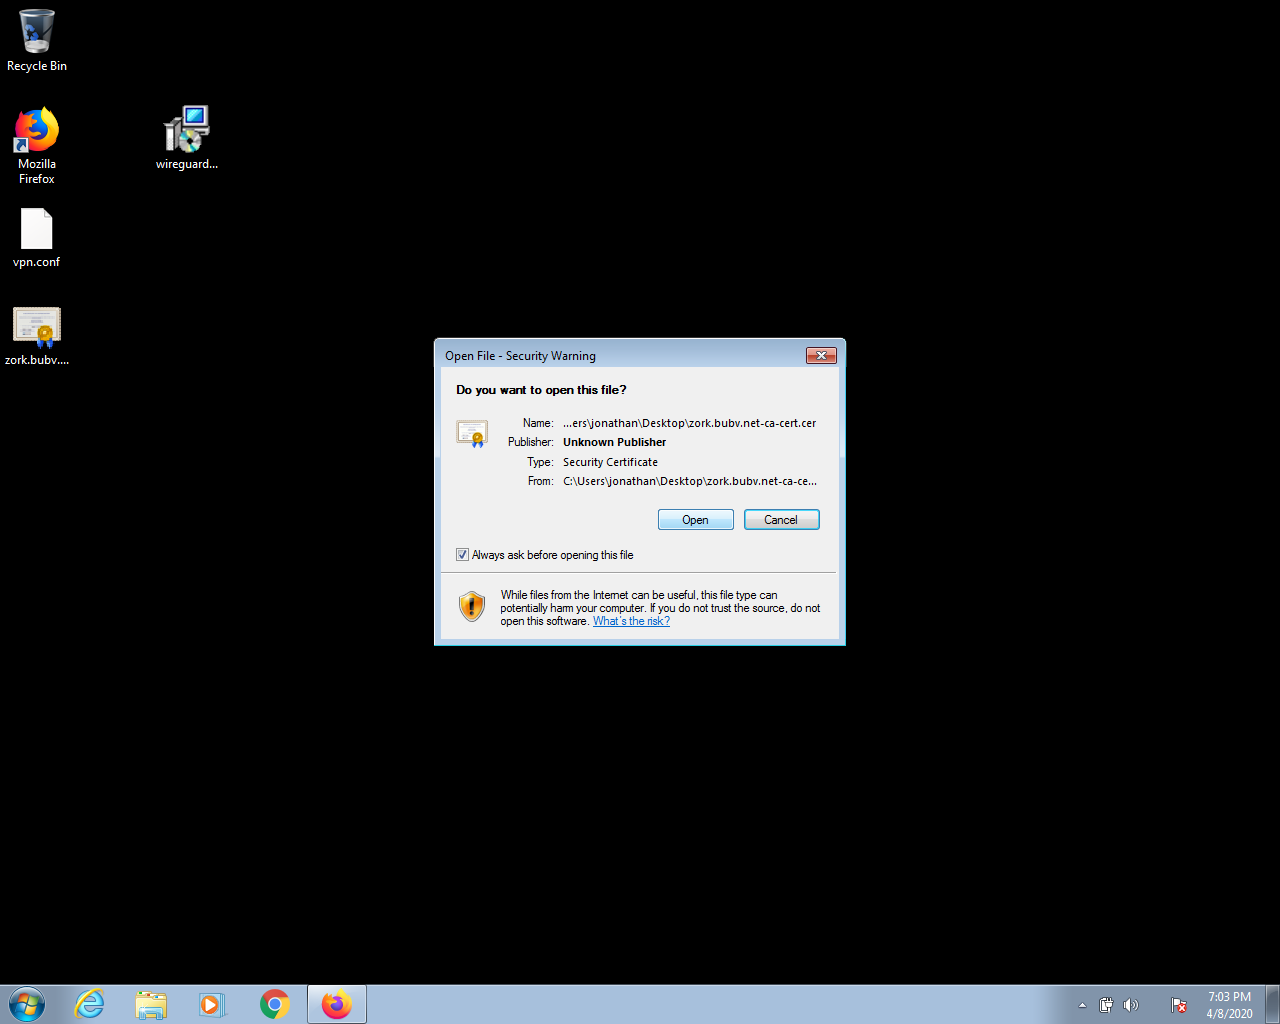 Recycle Bin
Mozilla
Firefox
wireguard...
vpn.conf
zork.bubv....
Open File - Security Warning
Do you want to open this file?
Name: ...ers\jonathan\Desktop\zork.bubv.net-ca-cert.cer
Publisher: Unknown Publisher
Type: Security Certificate
From: C:\Users\jonathan\Desktop\zork.bubv.net-ca-ce...
Open Cancel
Always ask before opening this file
While files from the Internet can be useful, this file type can
potentially harm your computer. If you do not trust the source, do not
open this software. What's the risk?
7:03 PM
4/8/2020